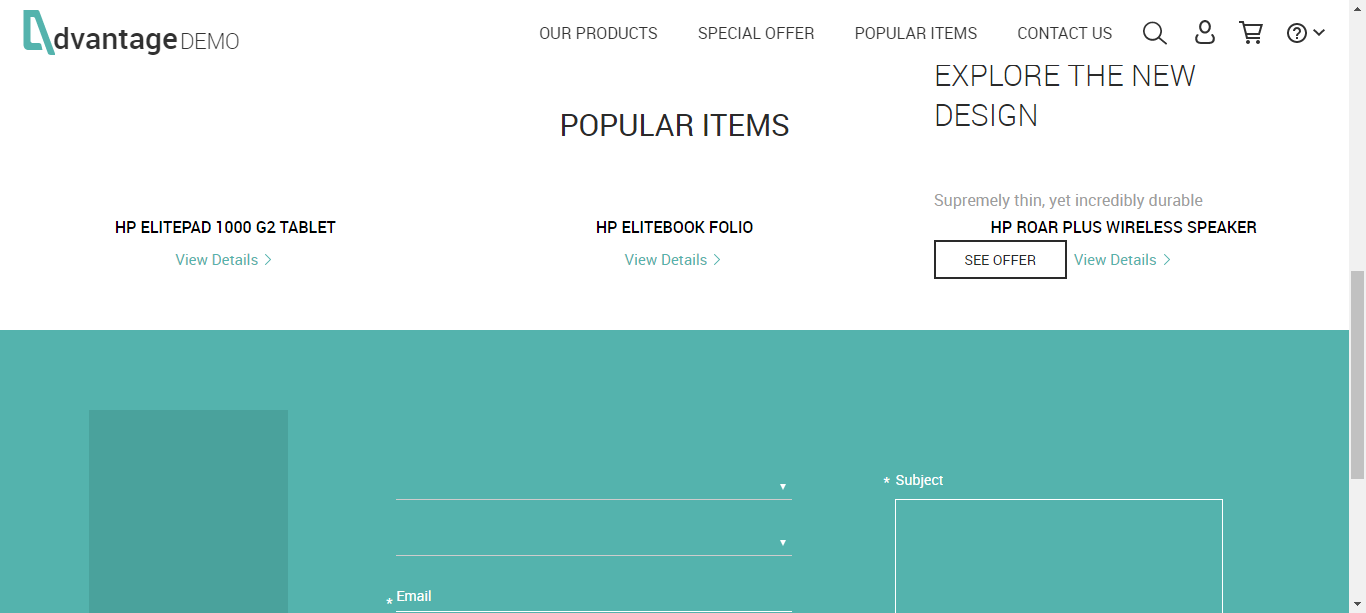 dvantage DEMO
OUR PRODUCTS SPECIAL OFFER POPULAR ITEMS CONTACT US
EXPLORE THE NEW
DESIGN
POPULAR ITEMS
Supremely thin, yet incredibly durable
HP ELITEPAD 1000 G2 TABLET
View Details
HP ELITEBOOK FOLIO
View Details
HP ROAR PLUS WIRELESS SPEAKER
SEE OFFER
View Details
* Subject
* Email